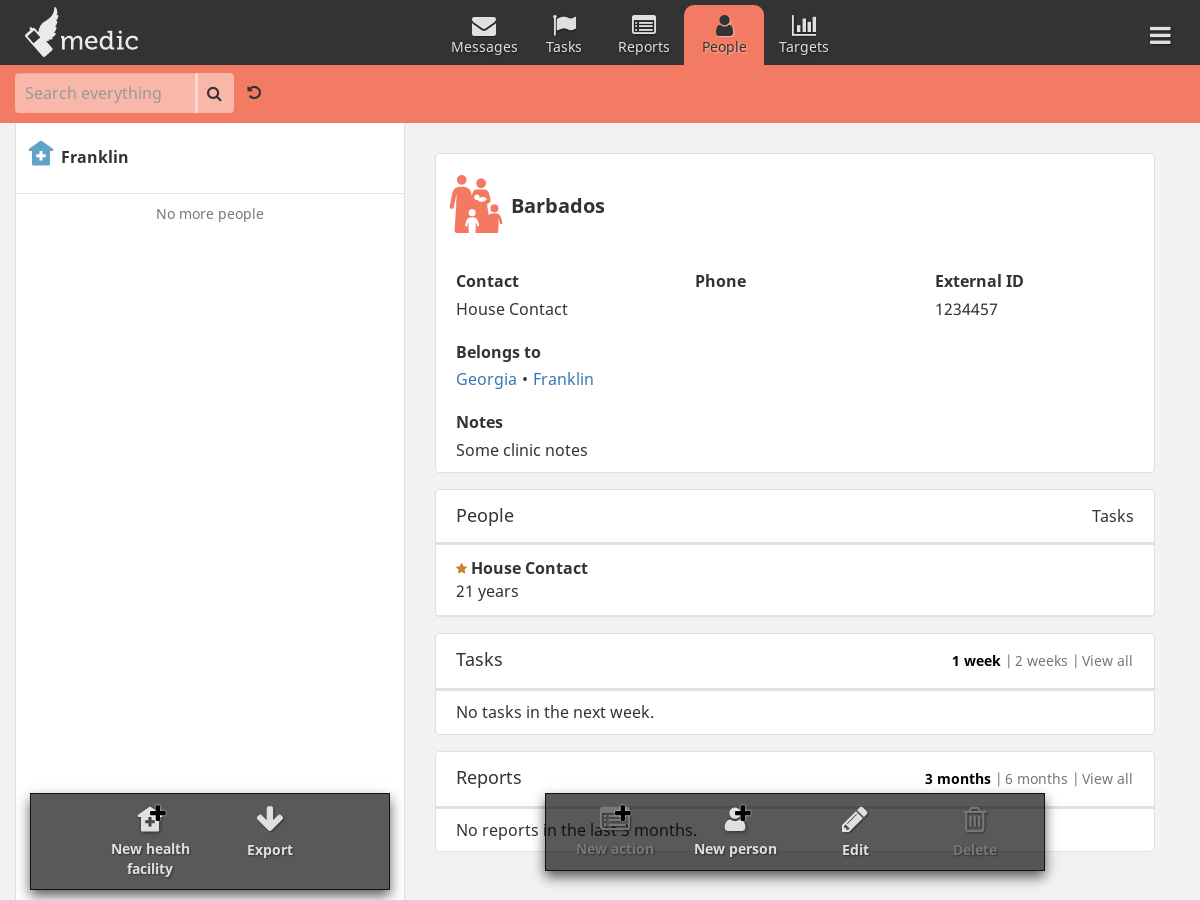 medic
Messages
Tasks
Reports
People
Targets
Search everything
Franklin
No more people
Barbados
Contact
House Contact
Phone
External ID
1234457
Belongs to
Georgia • Franklin
Notes
Some clinic notes
People
Tasks
House Contact
21 years
Tasks
1 week | 2 weeks | View all
No tasks in the next week.
Reports
3 months | 6 months | View all
No reports in the last 3 months.
New health
facility
Export
New action
New person
Edit
Delete